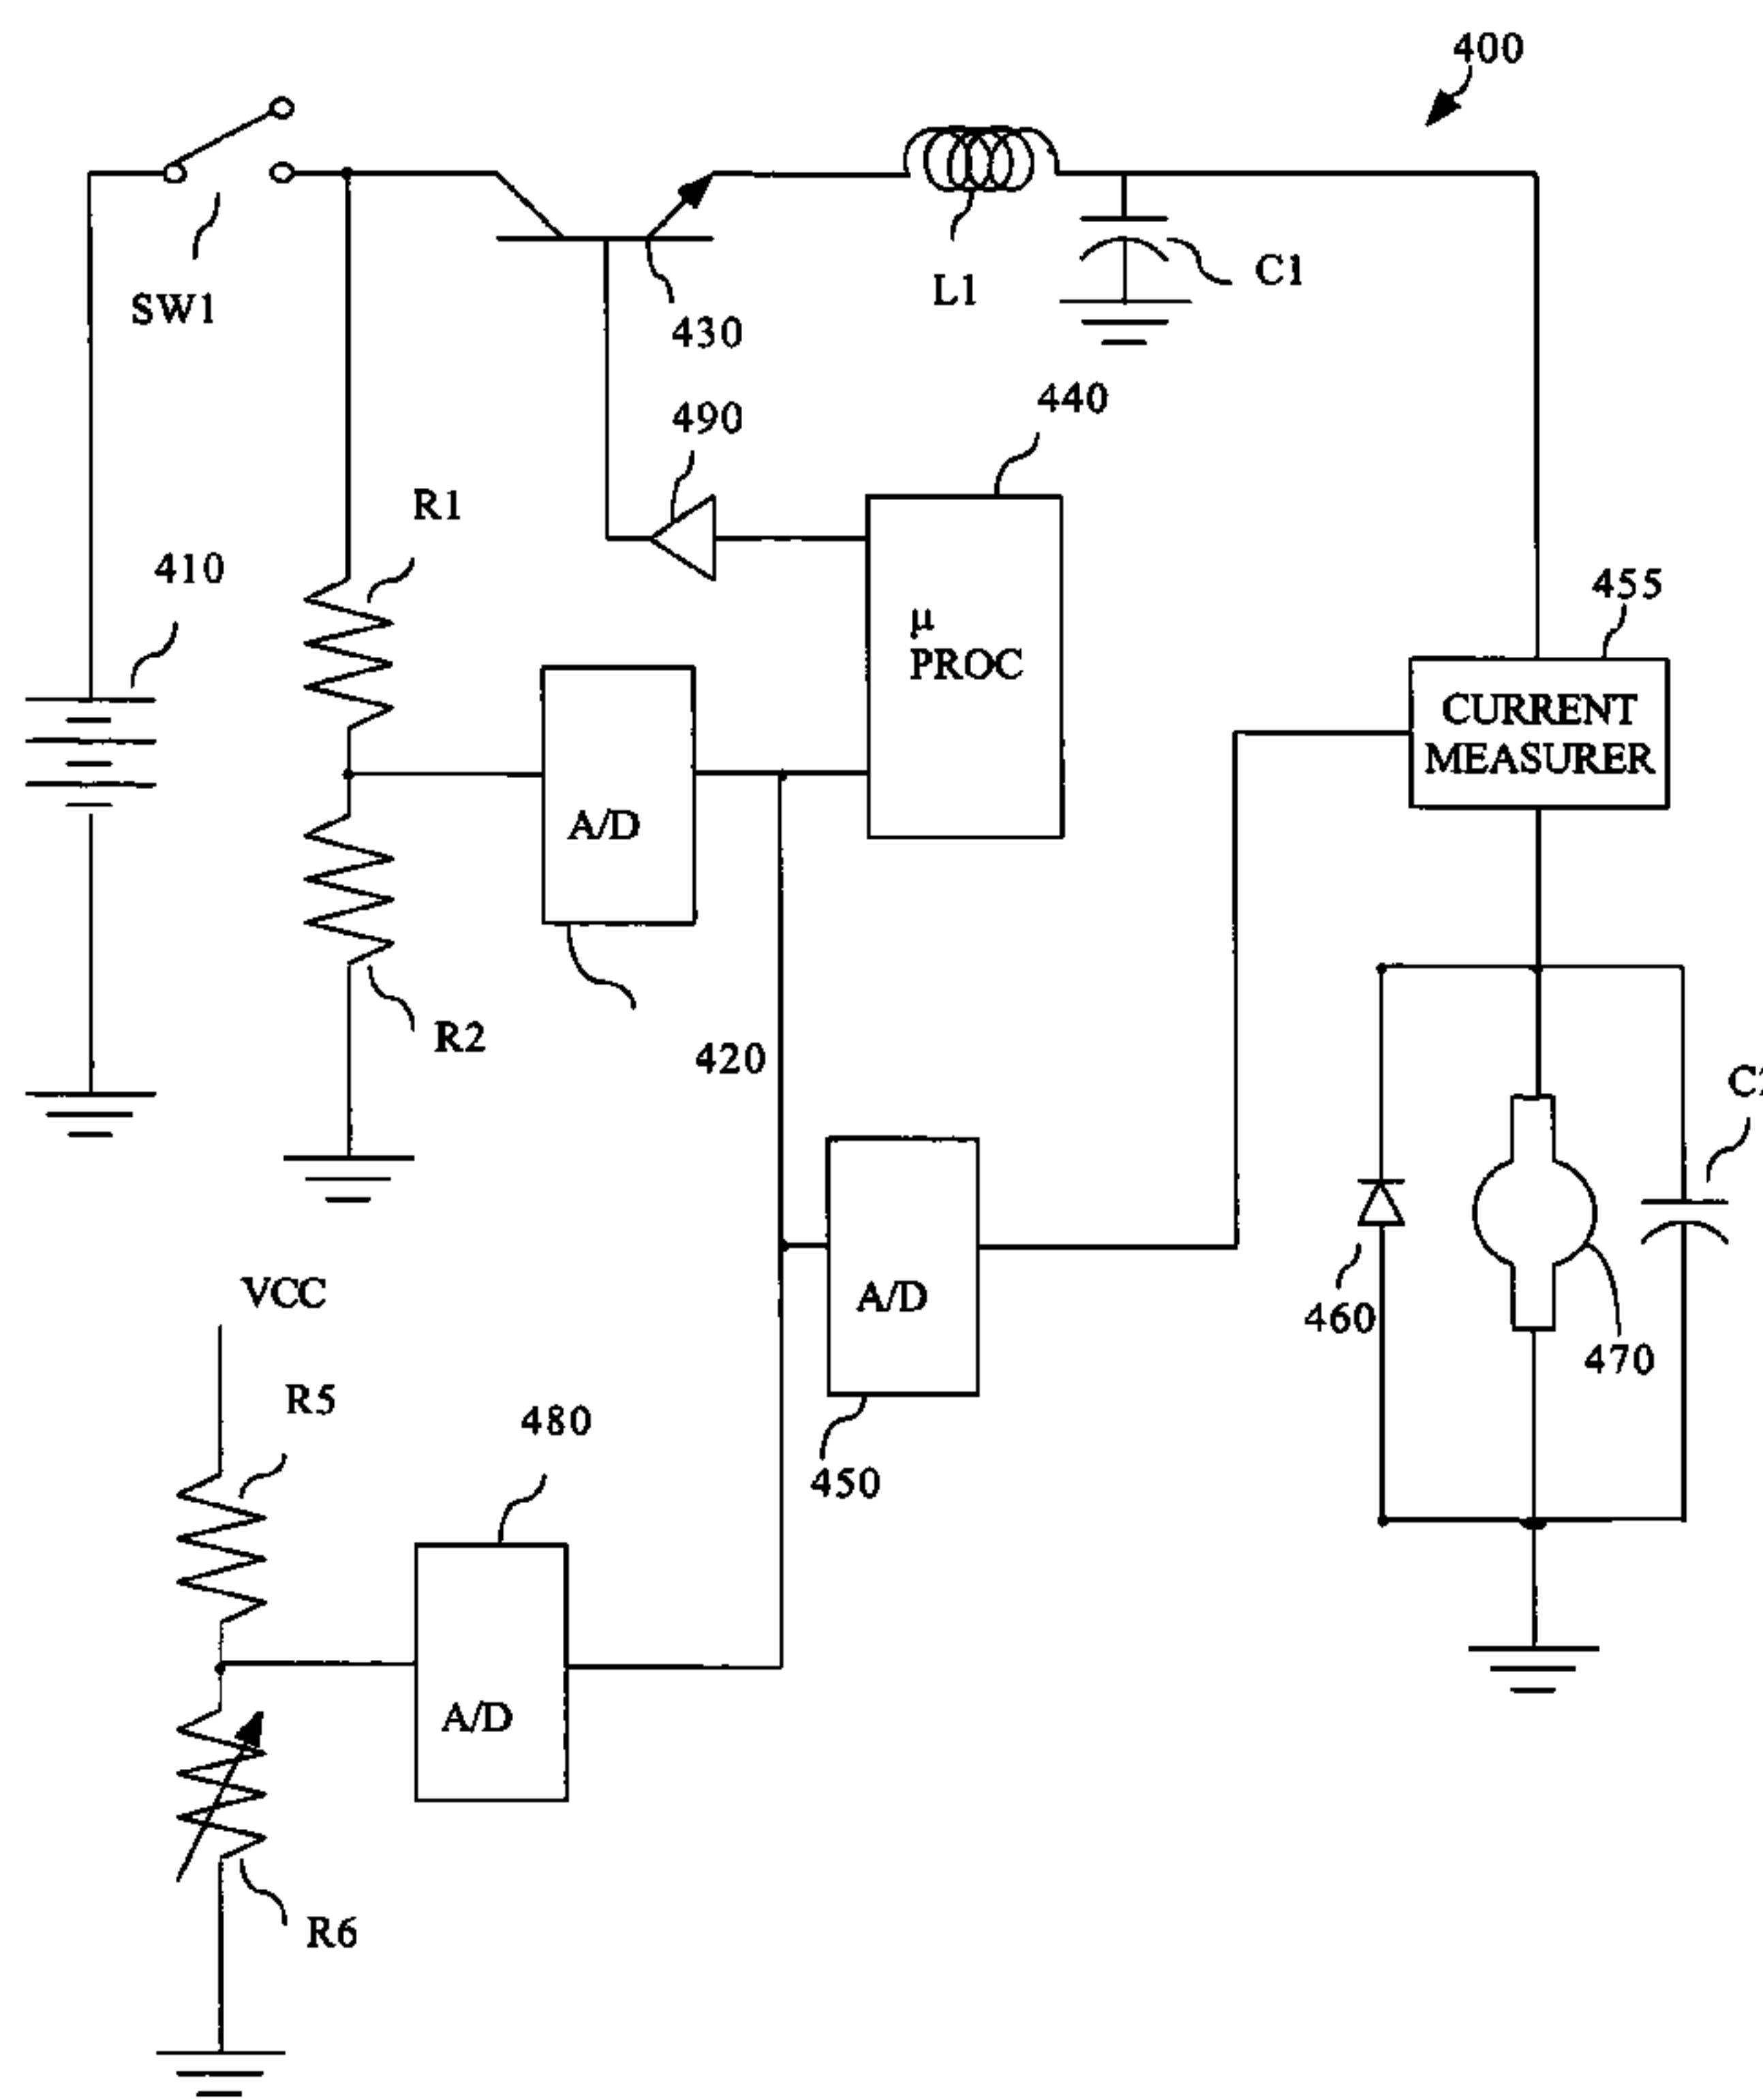 400
SW1
430
L1
C1
490
440
R1
410
μ
PROC
455
CURRENT
MEASURER
A/D
R2
420
VCC
A/D
460
470
R5
480
450
A/D
R6